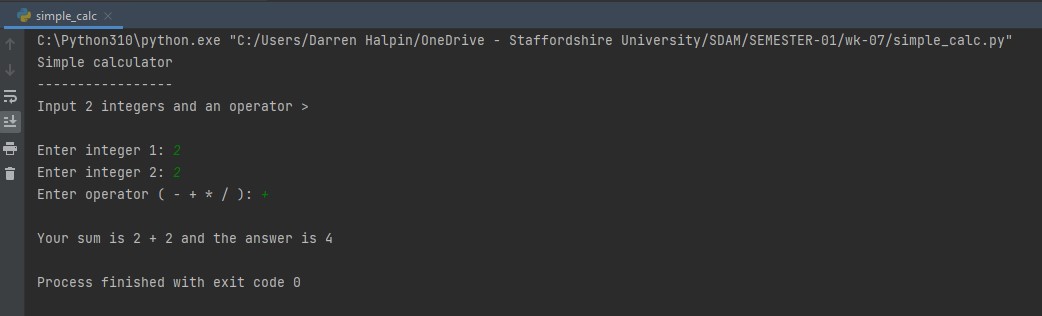 simple_calc
C:\Python310\python.exe "C:/Users/Darren Halpin/OneDrive - Staffordshire University/SDAM/SEMESTER-01/wk-07/simple_calc.py"
Simple calculator
-----------------
Input 2 integers and an operator >
Enter integer 1: 2
Enter integer 2: 2
Enter operator ( - + * / ): +
Your sum is 2 + 2 and the answer is 4
Process finished with exit code 0